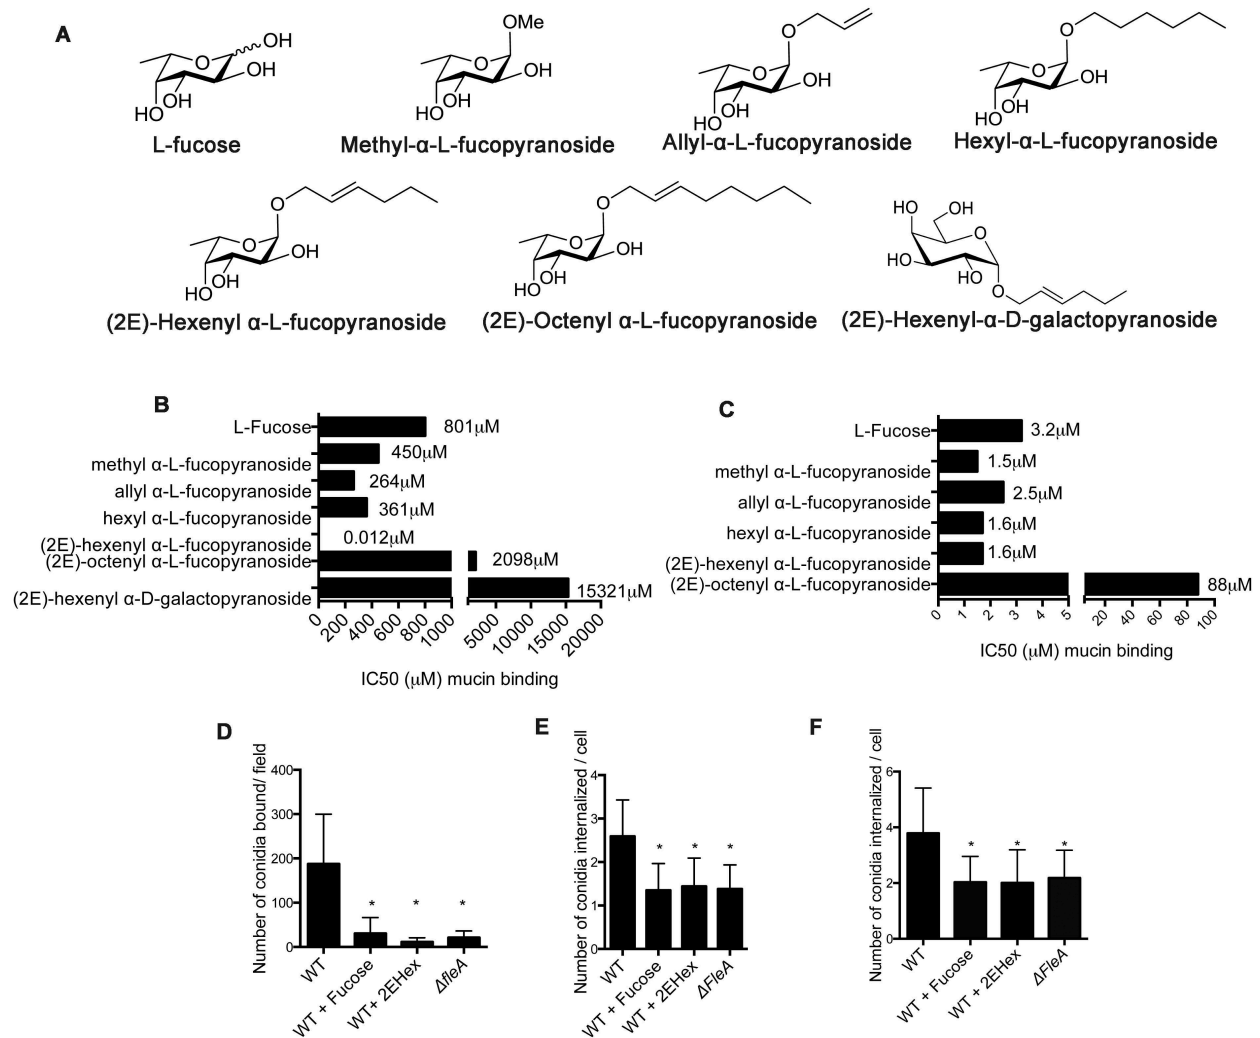 A
OH
O
OH
OH
HO
L-fucose
OMe
O
OH
OH
HO
Methyl-α-L-fucopyranoside
O
O
OH
OH
HO
Allyl-α-L-fucopyranoside
O
O
OH
OH
HO
Hexyl-α-L-fucopyranoside
O
O
OH
OH
HO
(2E)-Hexenyl α-L-fucopyranoside
O
O
OH
OH
HO
(2E)-Octenyl α-L-fucopyranoside
HO
OH
O
HO
OH
O
(2E)-Hexenyl-α-D-galactopyranoside
B
L-Fucose
801μM
methyl α-L-fucopyranoside
450μM
allyl α-L-fucopyranoside
264μM
hexyl α-L-fucopyranoside
361μM
(2E)-hexenyl α-L-fucopyranoside
0.012μM
(2E)-octenyl α-L-fucopyranoside
2098μM
(2E)-hexenyl α-D-galactopyranoside
15321μM
0 200 400 600 800 1000 5000 10000 15000 20000
IC50 (μM) mucin binding
C
L-Fucose
3.2μM
methyl α-L-fucopyranoside
1.5μM
allyl α-L-fucopyranoside
2.5μM
hexyl α-L-fucopyranoside
1.6μM
(2E)-hexenyl α-L-fucopyranoside
1.6μM
(2E)-octenyl α-L-fucopyranoside
88μM
0 1 2 3 4 5 20 40 60 80 100
IC50 (μM) mucin binding
D
Number of conidia bound/ field
400
300
200
100
0
* * *
WT
WT + Fucose
WT+ 2EHex
ΔfleA
E
Number of conidia internalized / cell
4
3
2
1
0
* * *
WT
WT + Fucose
WT + 2EHex
ΔFleA
F
Number of conidia internalized / cell
6
4
2
0
* * *
WT
WT + Fucose
WT + 2EHex
ΔFleA